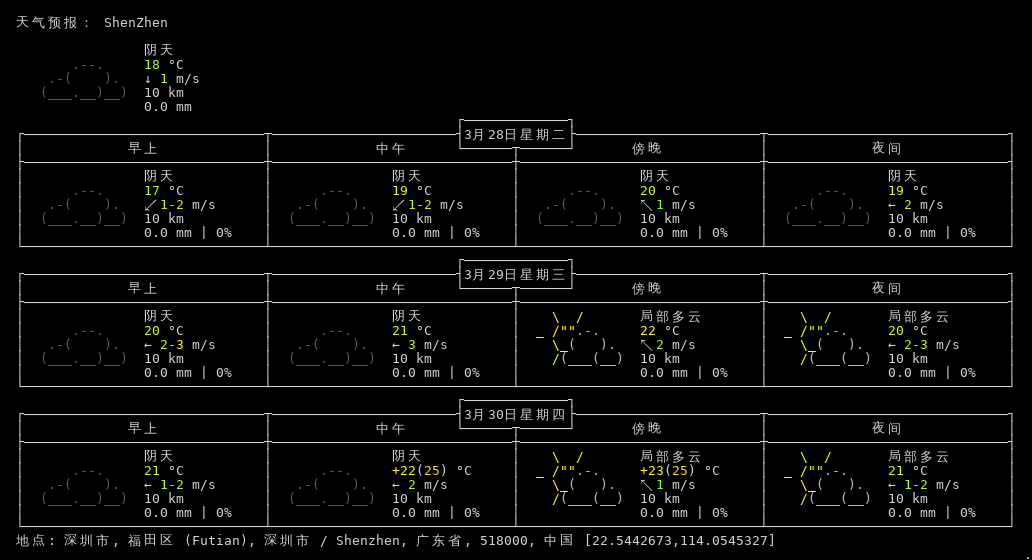 天气预报： ShenZhen
阴天
18 °C
↓ 1 m/s
10 km
0.0 mm
3月28日星期二
早上 中午 傍晚 夜间
阴天 阴天 阴天 阴天
17 °C 19 °C 20 °C 19 °C
↙ 1-2 m/s ↙ 1-2 m/s ↖ 1 m/s ← 2 m/s
10 km 10 km 10 km 10 km
0.0 mm | 0% 0.0 mm | 0% 0.0 mm | 0% 0.0 mm | 0%
3月29日星期三
早上 中午 傍晚 夜间
阴天 阴天 局部多云 局部多云
20 °C 21 °C 22 °C 20 °C
← 2-3 m/s ← 3 m/s ↖ 2 m/s ← 2-3 m/s
10 km 10 km 10 km 10 km
0.0 mm | 0% 0.0 mm | 0% 0.0 mm | 0% 0.0 mm | 0%
3月30日星期四
早上 中午 傍晚 夜间
阴天 阴天 局部多云 局部多云
21 °C +22(25) °C +23(25) °C 21 °C
← 1-2 m/s ← 2 m/s ↖ 1 m/s ← 1-2 m/s
10 km 10 km 10 km 10 km
0.0 mm | 0% 0.0 mm | 0% 0.0 mm | 0% 0.0 mm | 0%
地点: 深圳市, 福田区 (Futian), 深圳市 / Shenzhen, 广东省, 518000, 中国 [22.5442673,114.0545327]